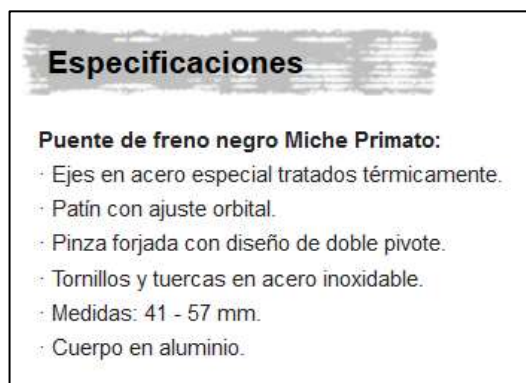 Especificaciones
Puente de freno negro Miche Primato:
· Ejes en acero especial tratados térmicamente.
· Patín con ajuste orbital.
· Pinza forjada con diseño de doble pivote.
· Tornillos y tuercas en acero inoxidable.
· Medidas: 41 - 57 mm.
· Cuerpo en aluminio.